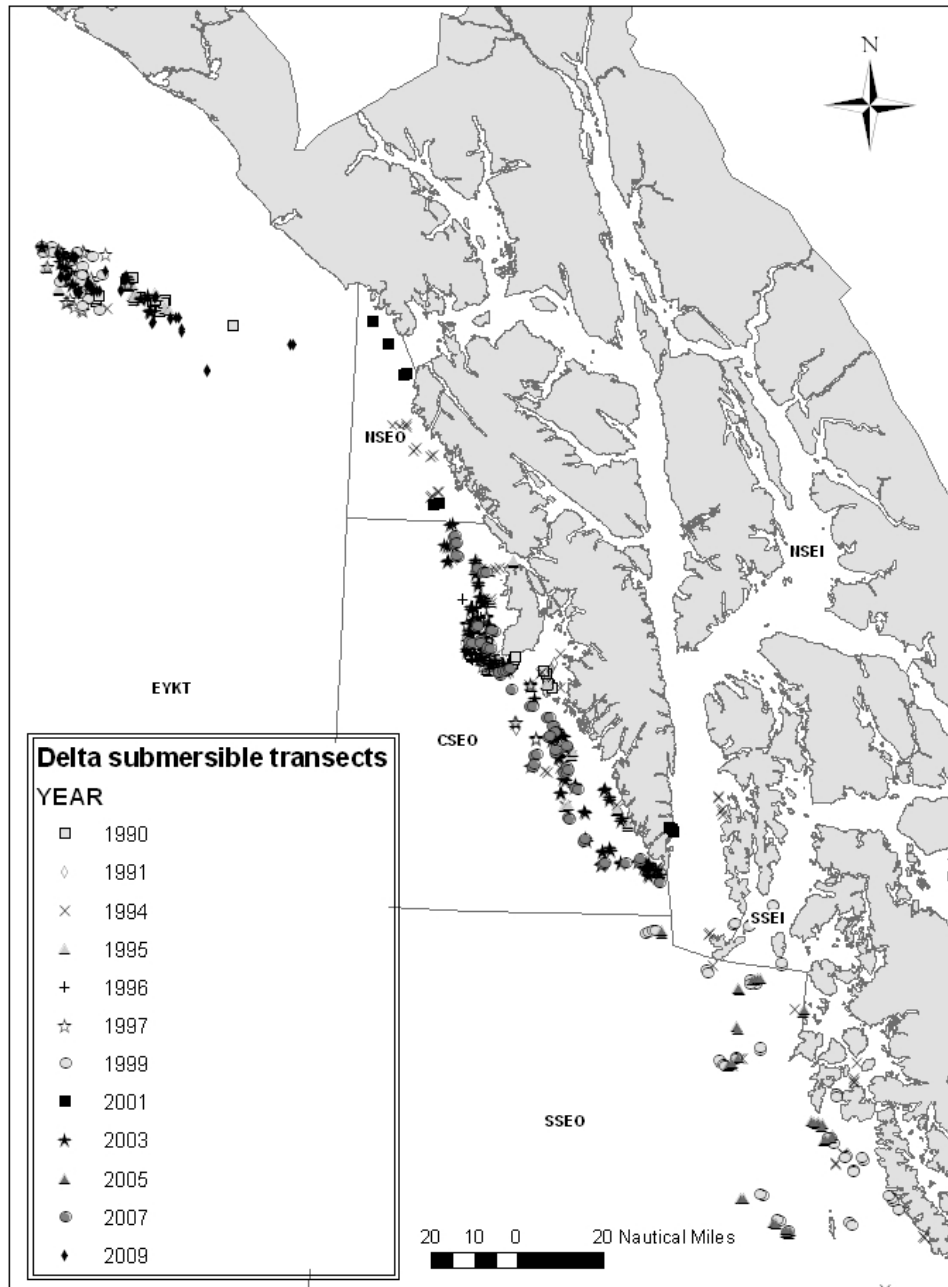 N
NSEO
NSEI
EYKT
CSEO
SSEI
SSEO
Delta submersible transects
YEAR
1990
1991
1994
1995
1996
1997
1999
2001
2003
2005
2007
2009
20 10 0 20 Nautical Miles